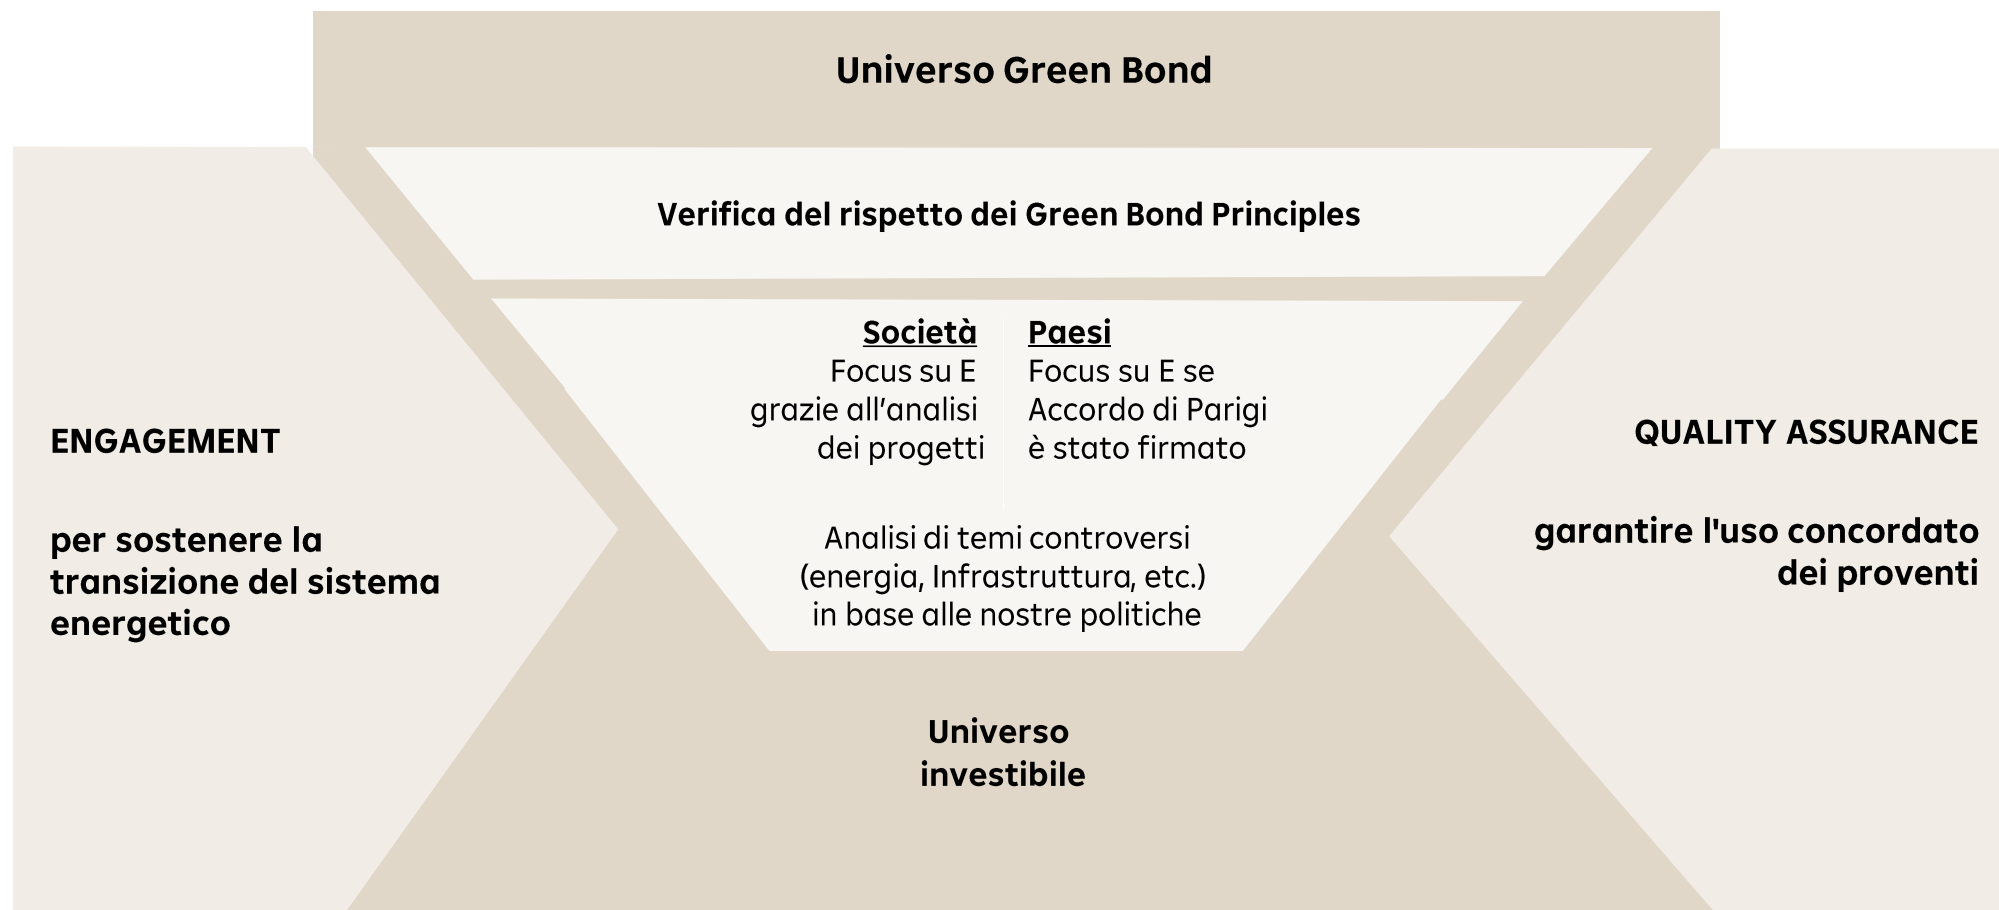 Universo Green Bond
Verifica del rispetto dei Green Bond Principles
Società
Focus su E
grazie all’analisi
dei progetti
Paesi
Focus su E se
Accordo di Parigi
è stato firmato
Analisi di temi controversi
(energia, Infrastruttura, etc.)
in base alle nostre politiche
ENGAGEMENT
per sostenere la
transizione del sistema
energetico
QUALITY ASSURANCE
garantire l'uso concordato
dei proventi
Universo
investibile